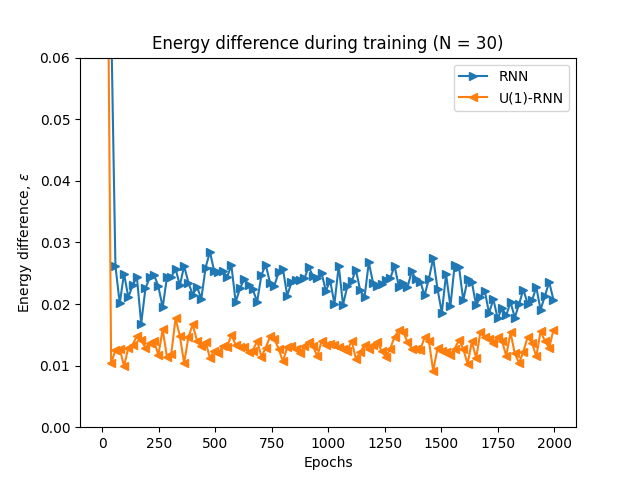 Energy difference during training (N = 30)
RNN
U(1)-RNN
Energy difference, ε
0.06
0.05
0.04
0.03
0.02
0.01
0.00
0 250 500 750 1000 1250 1500 1750 2000
Epochs